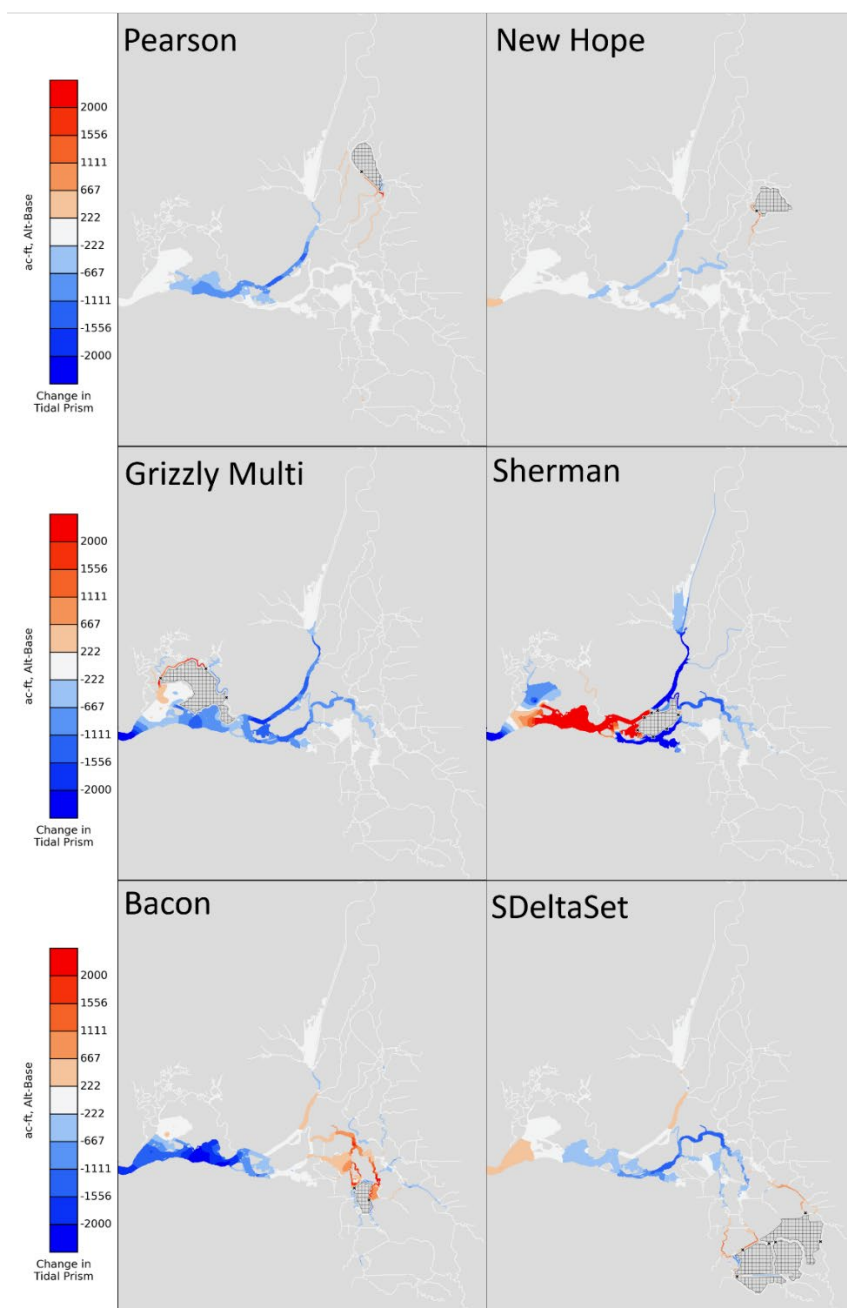 Pearson
New Hope
ac-ft, Alt-Base
2000
1556
1111
667
222
-222
-667
-1111
-1556
-2000
Change in
Tidal Prism
Grizzly Multi
Sherman
ac-ft, Alt-Base
2000
1556
1111
667
222
-222
-667
-1111
-1556
-2000
Change in
Tidal Prism
Bacon
SDeltaSet
ac-ft, Alt-Base
2000
1556
1111
667
222
-222
-667
-1111
-1556
-2000
Change in
Tidal Prism